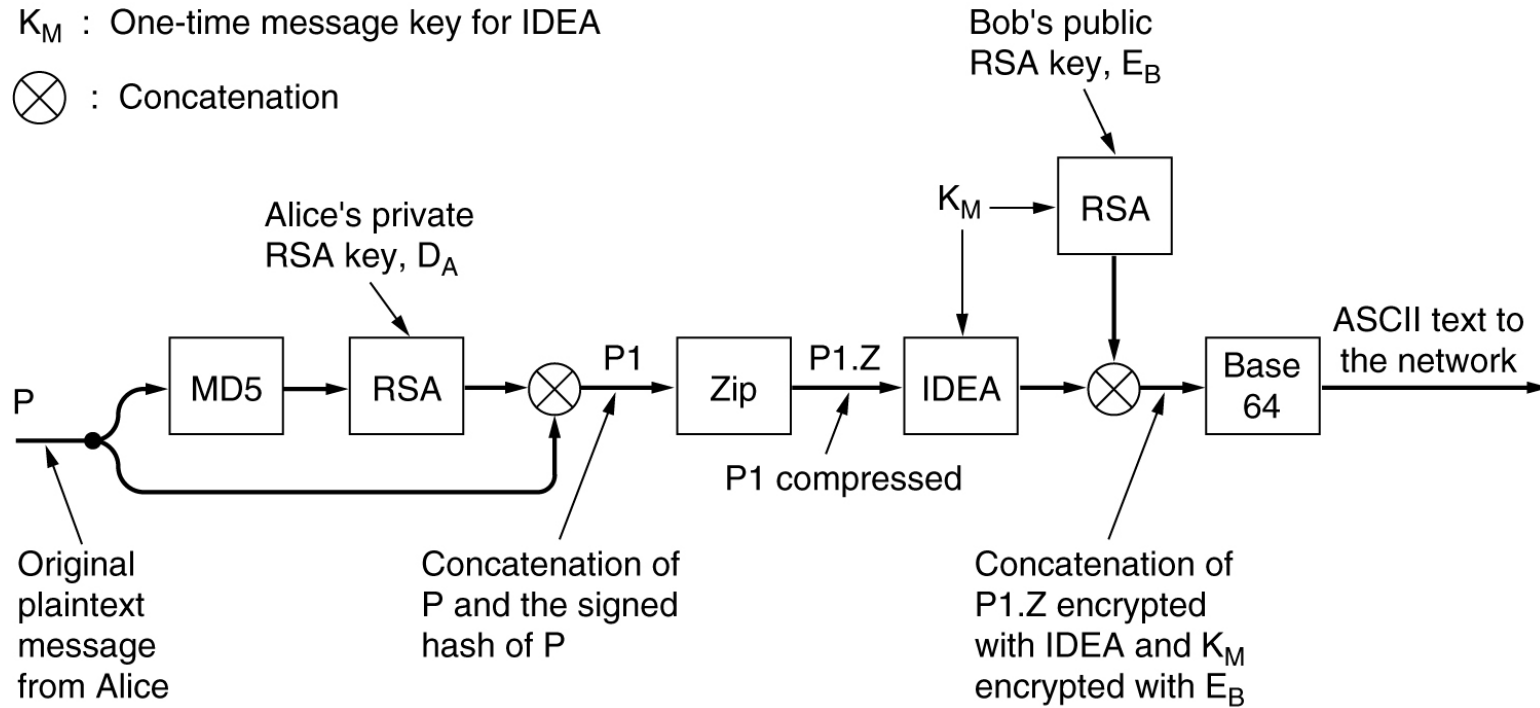 K_M : One-time message key for IDEA
: Concatenation
Bob's public
RSA key, E_B
Alice's private
RSA key, D_A
K_M
RSA
P
MD5
RSA
P1
Zip
P1.Z
IDEA
Base
64
ASCII text to
the network
P1 compressed
Original
plaintext
message
from Alice
Concatenation of
P and the signed
hash of P
Concatenation of
P1.Z encrypted
with IDEA and K_M
encrypted with E_B